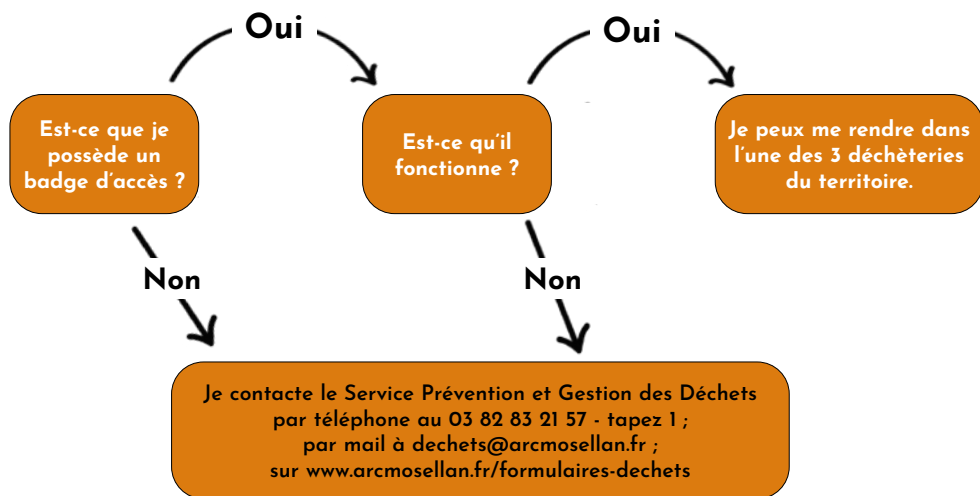 Oui
Oui
Est-ce que je
possède un
badge d'accès ?
Est-ce qu'il
fonctionne ?
Je peux me rendre dans
l'une des 3 déchèteries
du territoire.
Non
Non
Je contacte le Service Prévention et Gestion des Déchets
par téléphone au 03 82 83 21 57 - tapez 1 ;
par mail à dechets@arcmosellan.fr ;
sur www.arcmosellan.fr/formulaires-dechets